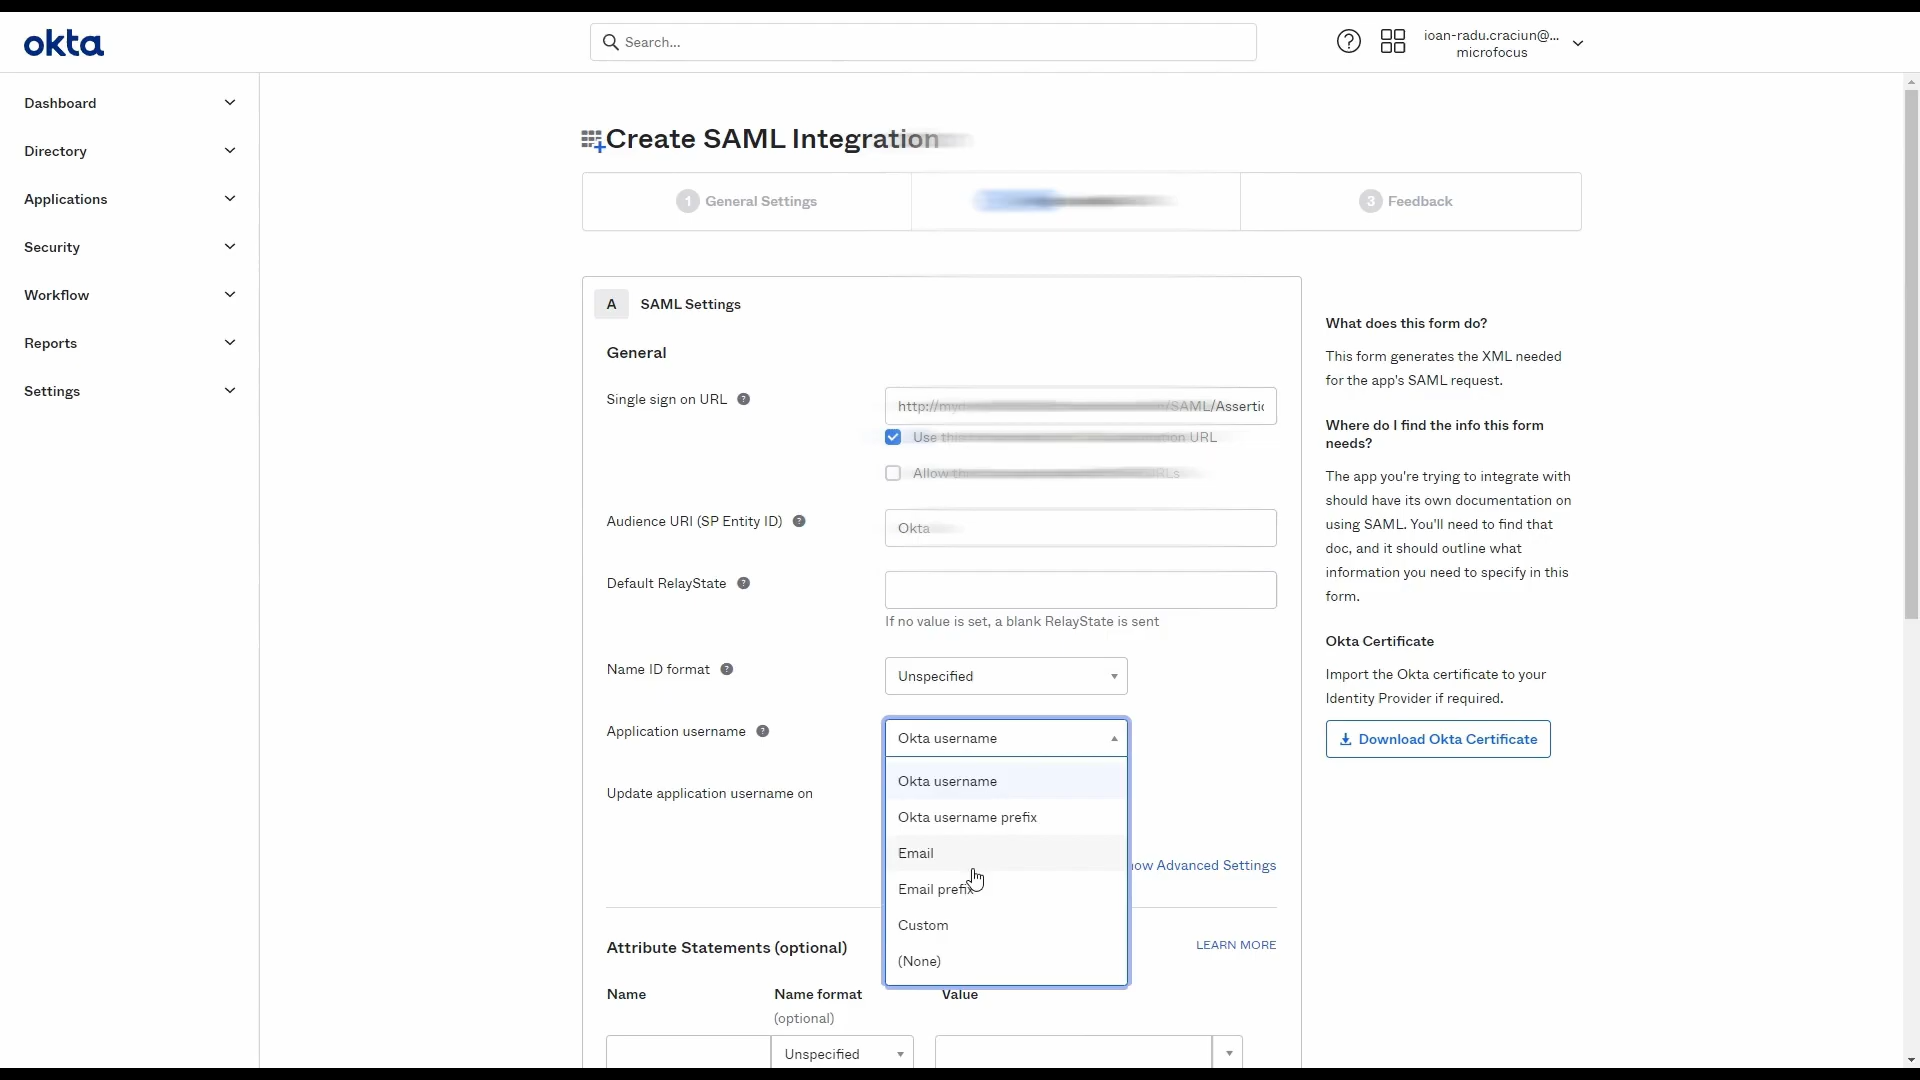 okta
Search...
ioan-radu.craciun@...
microfocus
Dashboard
Directory
Applications
Security
Workflow
Reports
Settings
Create SAML Integration
1 General Settings
3 Feedback
A SAML Settings
General
Single sign on URL
http:// /SAML/Assertic
Use URL
Allow
Audience URI (SP Entity ID)
Okta
Default RelayState
If no value is set, a blank RelayState is sent
Name ID format
Unspecified
Application username
Okta username
Okta username
Okta username prefix
Email
Email prefix
Custom
(None)
Update application username on
how Advanced Settings
Attribute Statements (optional)
LEARN MORE
Name
Name format
(optional)
Value
Unspecified
What does this form do?
This form generates the XML needed
for the app's SAML request.
Where do I find the info this form
needs?
The app you're trying to integrate with
should have its own documentation on
using SAML. You'll need to find that
doc, and it should outline what
information you need to specify in this
form.
Okta Certificate
Import the Okta certificate to your
Identity Provider if required.
Download Okta Certificate